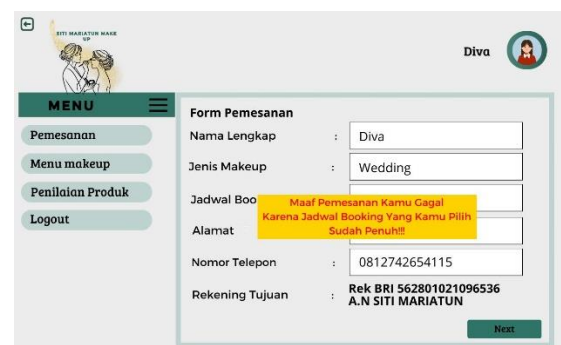 SITI MARIATUN MAKE
UP
Diva
MENU
Pemesanan
Menu makeup
Penilaian Produk
Logout
Form Pemesanan
Nama Lengkap : Diva
Jenis Makeup : Wedding
Jadwal Boo
Maaf Pemesanan Kamu Gagal
Karena Jadwal Booking Yang Kamu Pilih
Sudah Penuh!!!
Alamat
Nomor Telepon : 0812742654115
Rekening Tujuan : Rek BRI 562801021096536
A.N SITI MARIATUN
Next